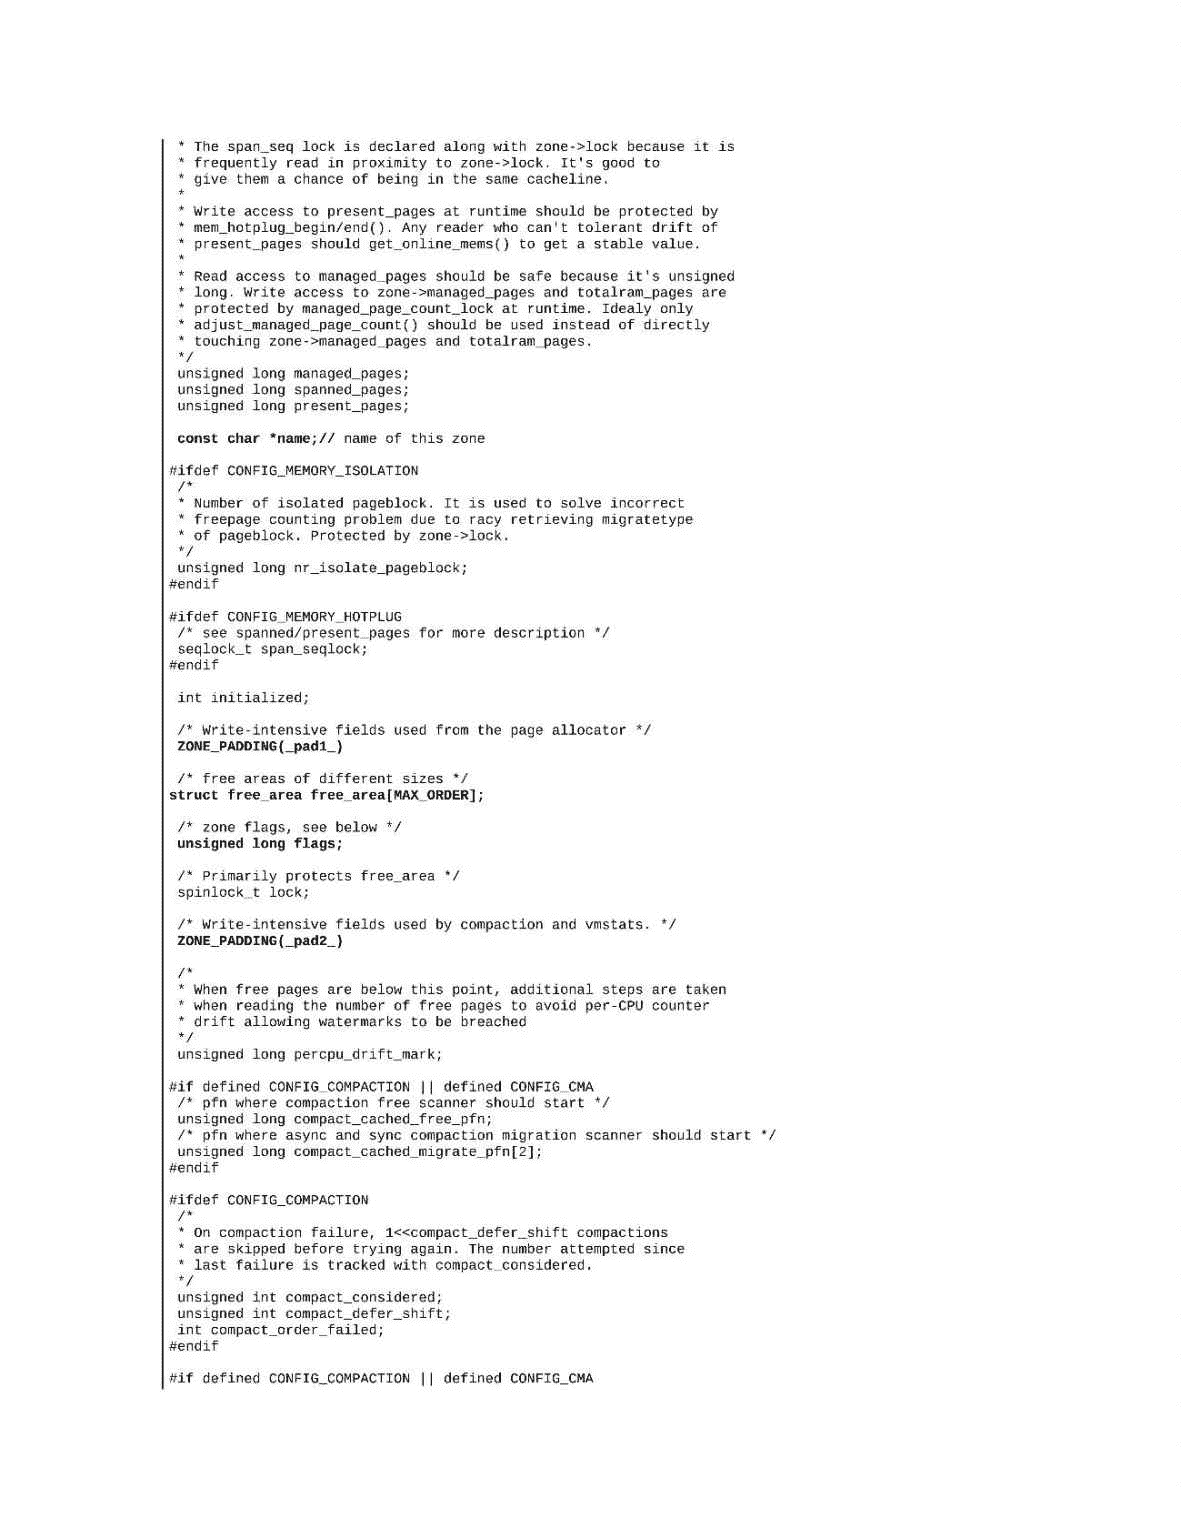 * The span_seq lock is declared along with zone->lock because it is
* frequently read in proximity to zone->lock. It's good to
* give them a chance of being in the same cacheline.
*
* Write access to present_pages at runtime should be protected by
* mem_hotplug_begin/end(). Any reader who can't tolerant drift of
* present_pages should get_online_mems() to get a stable value.
*
* Read access to managed_pages should be safe because it's unsigned
* long. Write access to zone->managed_pages and totalram_pages are
* protected by managed_page_count_lock at runtime. Idealy only
* adjust_managed_page_count() should be used instead of directly
* touching zone->managed_pages and totalram_pages.
*/
unsigned long managed_pages;
unsigned long spanned_pages;
unsigned long present_pages;
const char *name;// name of this zone
#ifdef CONFIG_MEMORY_ISOLATION
/*
* Number of isolated pageblock. It is used to solve incorrect
* freepage counting problem due to racy retrieving migratetype
* of pageblock. Protected by zone->lock.
*/
unsigned long nr_isolate_pageblock;
#endif
#ifdef CONFIG_MEMORY_HOTPLUG
/* see spanned/present_pages for more description */
seqlock_t span_seqlock;
#endif
int initialized;
/* Write-intensive fields used from the page allocator */
ZONE_PADDING(_pad1_)
/* free areas of different sizes */
struct free_area free_area[MAX_ORDER];
/* zone flags, see below */
unsigned long flags;
/* Primarily protects free_area */
spinlock_t lock;
/* Write-intensive fields used by compaction and vmstats. */
ZONE_PADDING(_pad2_)
/*
* When free pages are below this point, additional steps are taken
* when reading the number of free pages to avoid per-CPU counter
* drift allowing watermarks to be breached
*/
unsigned long percpu_drift_mark;
#if defined CONFIG_COMPACTION || defined CONFIG_CMA
/* pfn where compaction free scanner should start */
unsigned long compact_cached_free_pfn;
/* pfn where async and sync compaction migration scanner should start */
unsigned long compact_cached_migrate_pfn[2];
#endif
#ifdef CONFIG_COMPACTION
/*
* On compaction failure, 1<<compact_defer_shift compactions
* are skipped before trying again. The number attempted since
* last failure is tracked with compact_considered.
*/
unsigned int compact_considered;
unsigned int compact_defer_shift;
int compact_order_failed;
#endif
#if defined CONFIG_COMPACTION || defined CONFIG_CMA